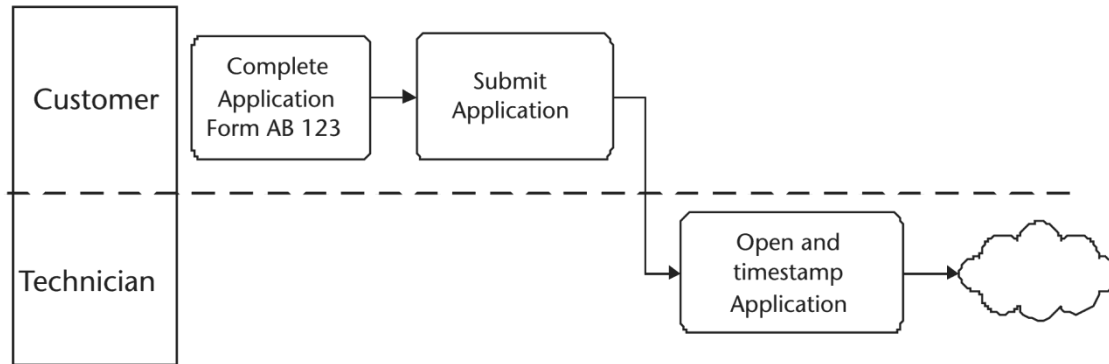 Customer
Complete
Application
Form AB 123
Submit
Application
Technician
Open and
timestamp
Application